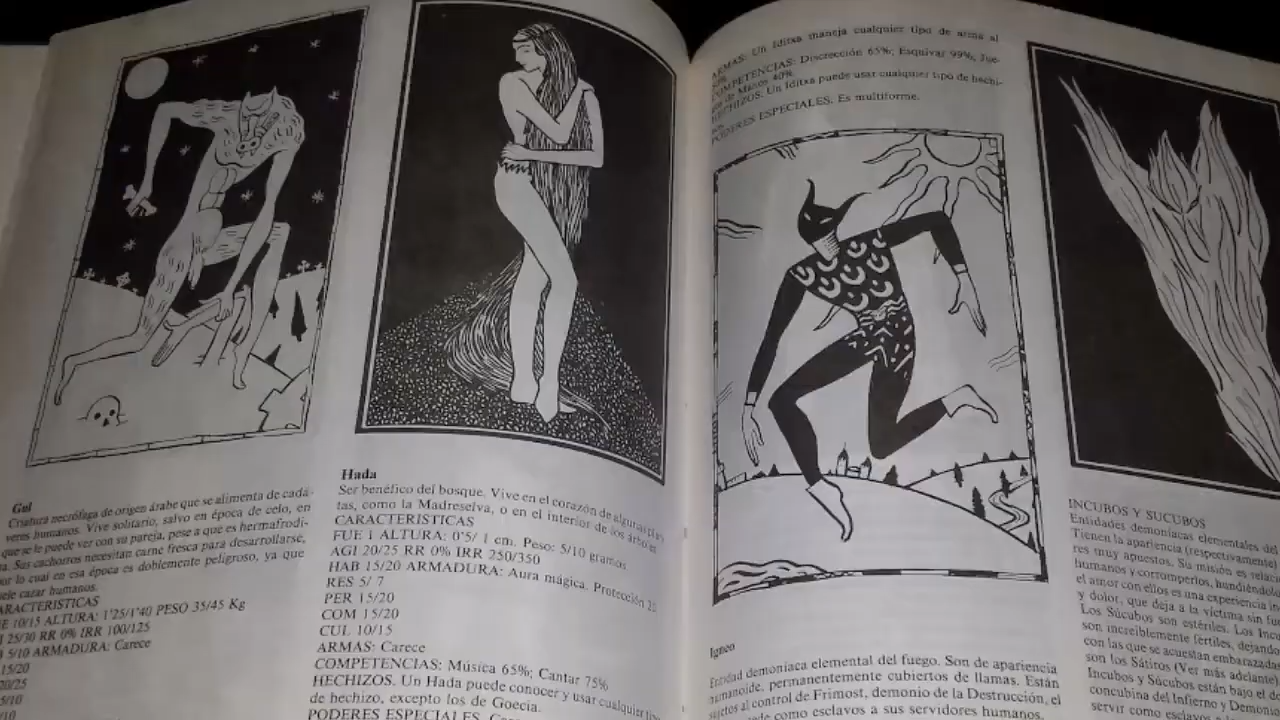 Gul
Criatura necrófaga de origen árabe que se alimenta de cadá-
veres humanos. Vive solitario, salvo en época de celo, en
que se le puede ver con su pareja, pese a que es hermafrodi-
a. Sus cachorros necesitan carne fresca para desarrollarse,
por lo cual en esa época es doblemente peligroso, ya que
ele cazar humanos.
ARACTERISTICAS
E 10/15 ALTURA: 1'25/1'40 PESO 35/45 Kg
I 25/30 RR 0% IRR 100/125
5/10 ARMADURA: Carece
15/20
20/25
5/10
/10
Hada
Ser benéfico del bosque. Vive en el corazón de algunas
tas, como la Madreselva, o en el interior de los árboles
CARACTERISTICAS
FUE 1 ALTURA: 0'5/ 1 cm. Peso: 5/10 gramos
AGI 20/25 RR 0% IRR 250/350
HAB 15/20 ARMADURA: Aura mágica. Protección
RES 5/ 7
PER 15/20
COM 15/20
CUL 10/15
ARMAS: Carece
COMPETENCIAS: Música 65%; Cantar 75%
HECHIZOS. Un Hada puede conocer y usar cualquier tipo
de hechizo, excepto los de Goecia.
PODERES ESPECIALES.
ARMAS: Un Iditxa maneja cualquier tipo de arma al
COMPETENCIAS: Discrección 65%; Esquivar 99%; Jue-
de Manos 40%.
HECHIZOS. Un Iditxa puede usar cualquier tipo de hechi-
PODERES ESPECIALES. Es multiforme.
Igneo
Entidad demoníaca elemental del fuego. Son de apariencia
humanoide, permanentemente cubiertos de llamas. Están
sujetos al control de Frimost, demonio de la Destrucción, el
como esclavos a sus servidores humanos.
INCUBOS Y SUCUBOS
Entidades demoníacas elementales del
Tienen la apariencia (respectivamente)
res muy apuestos. Su misión es
humanos y corromperlos, hundiéndolo
el amor con ellos es una experiencia
y dolor, que deja a la víctima sin
Los Súcubos son estériles. Los
son increíblemente fértiles, dejando
con las que se acuestan embarazadas
son los Sátiros (Ver más adelante)
Incubos y Súcubos están bajo el
concubina del Infierno y Demonio
servir como